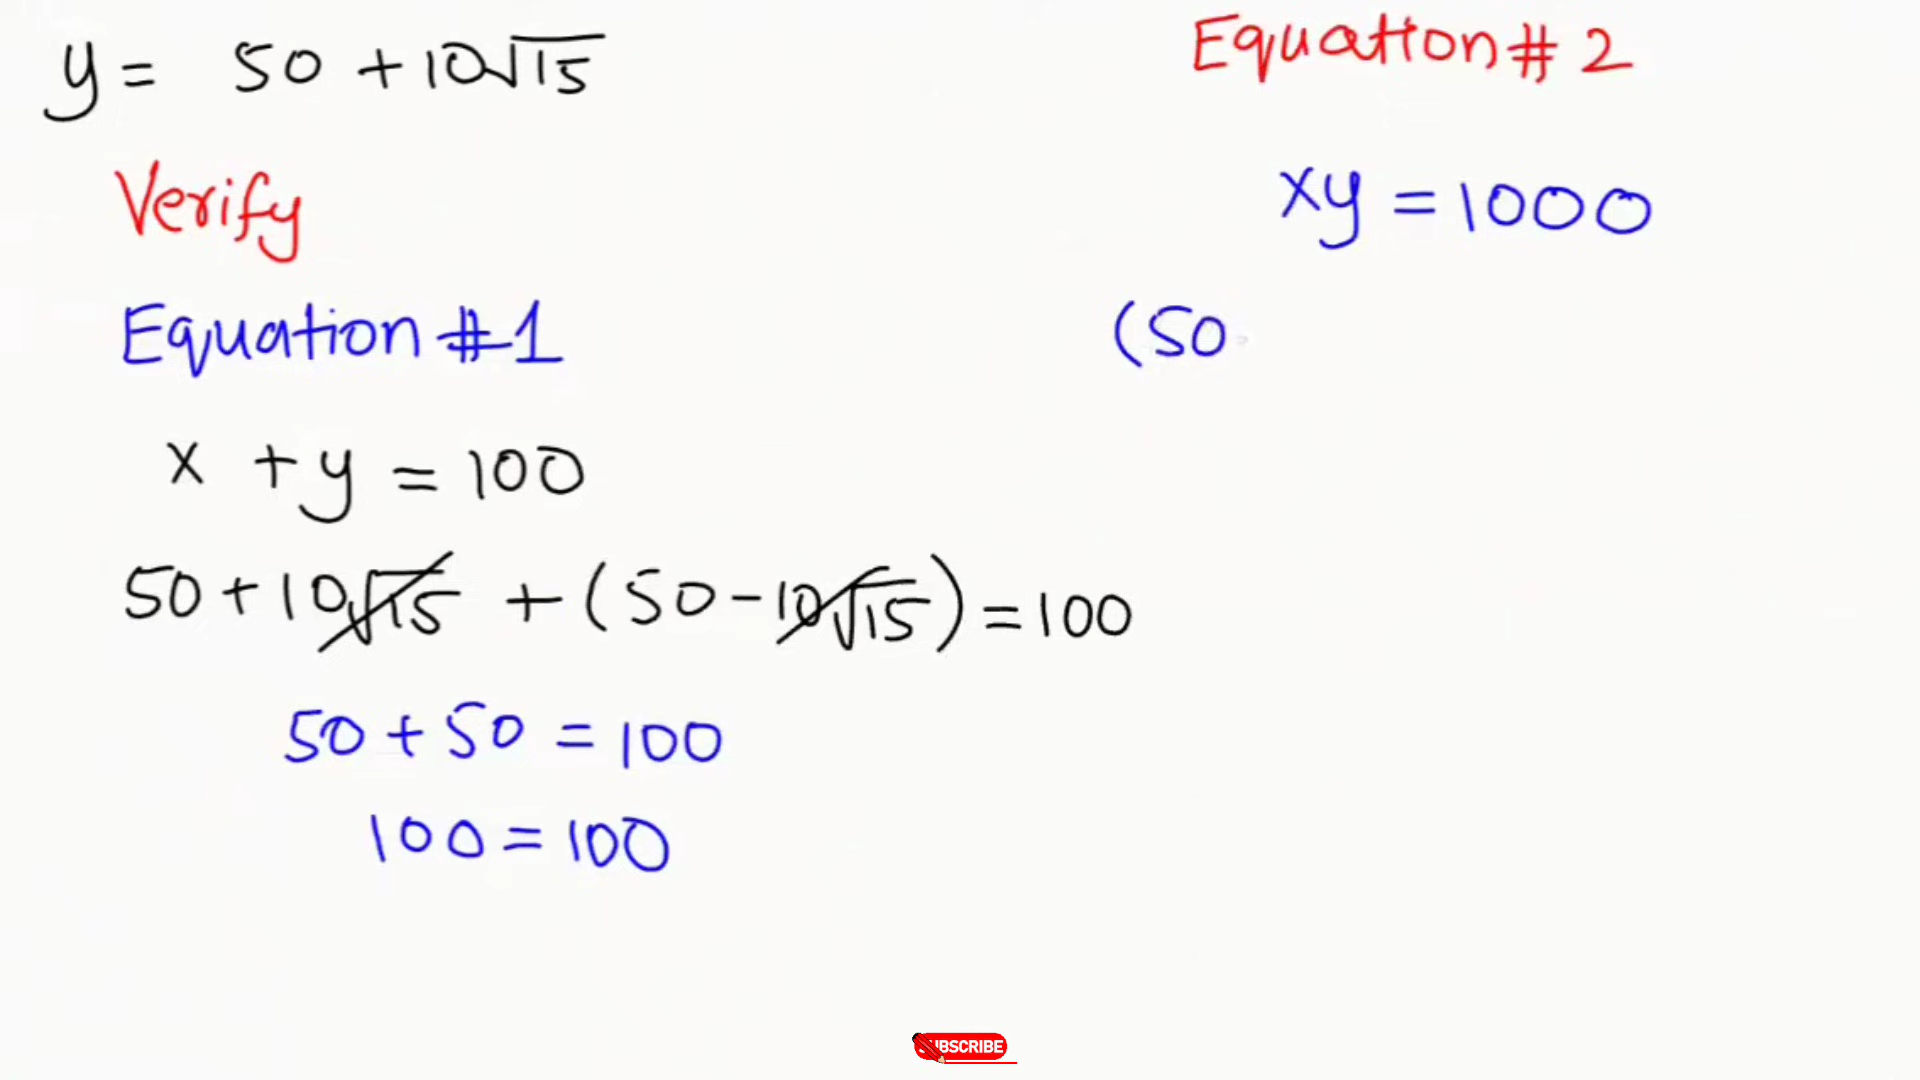 y = 50 + 10√15
Verify
Equation #1
x + y = 100
50 + 10√15 + (50 - 10√15) = 100
50 + 50 = 100
100 = 100
Equation # 2
xy = 1000
(50
UBSCRIBE